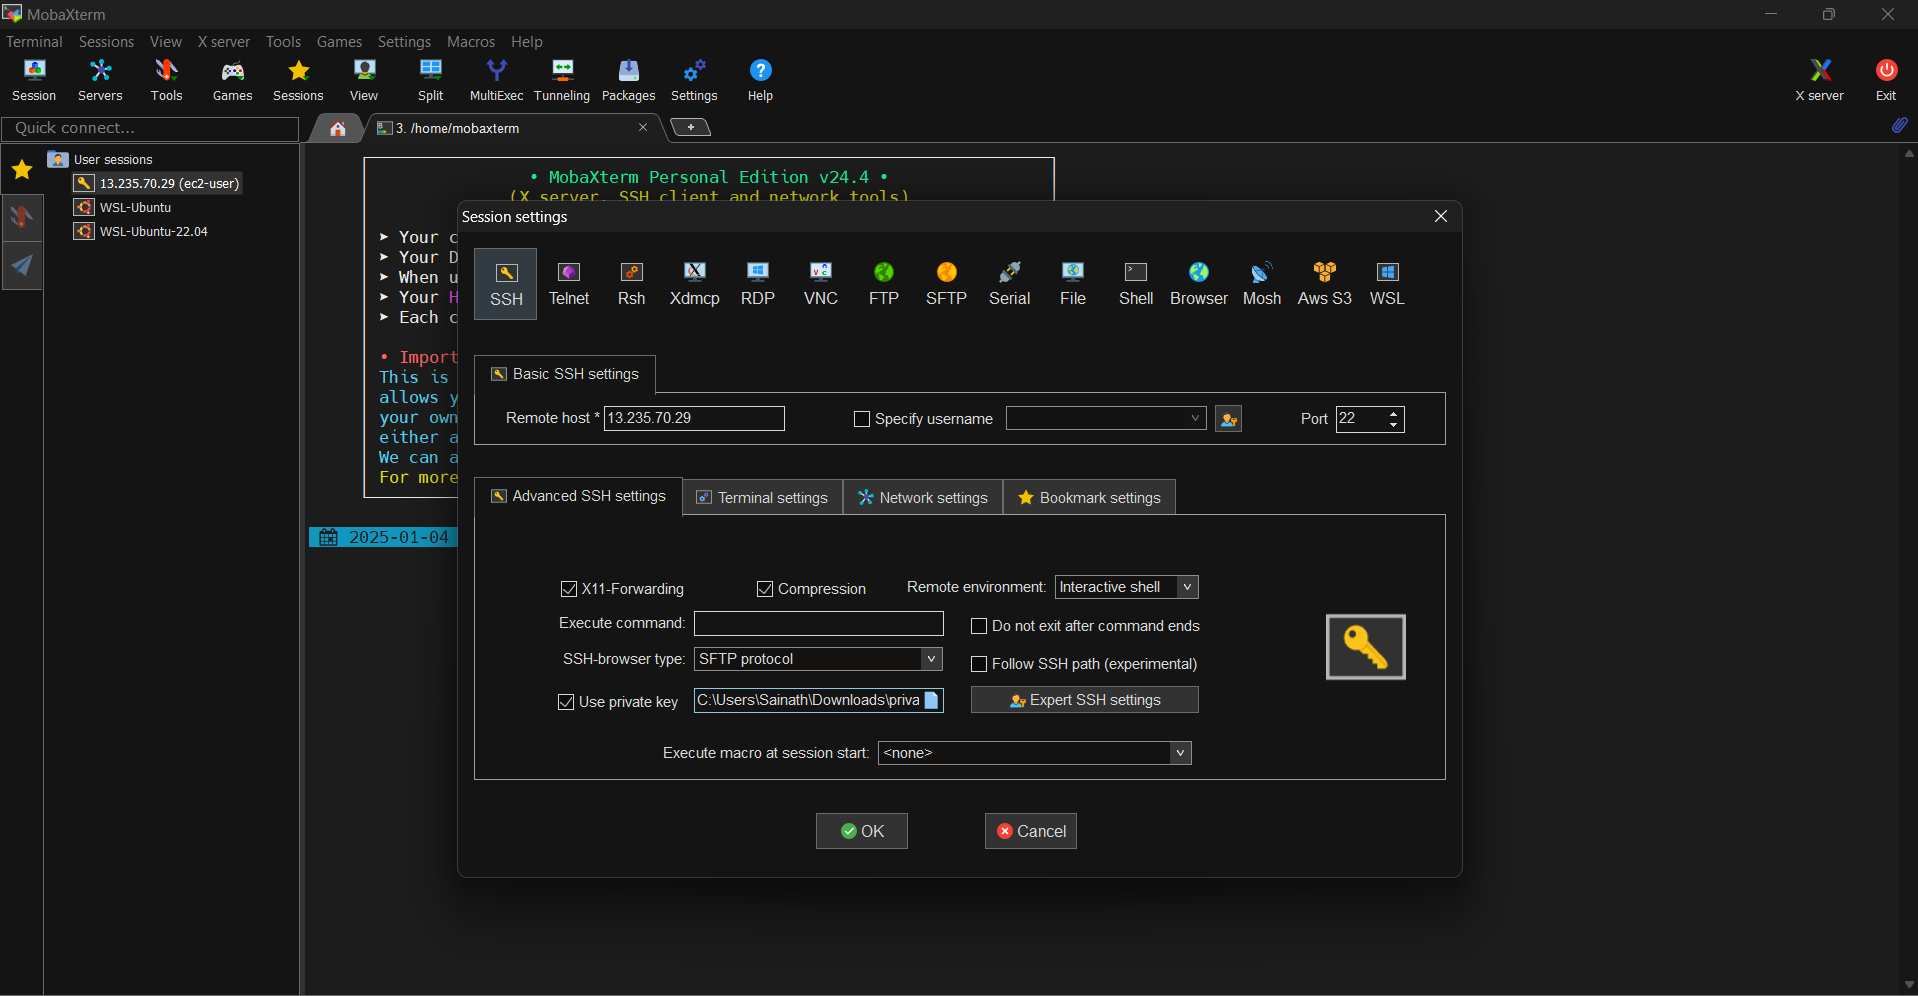 MobaXterm
Terminal Sessions View X server Tools Games Settings Macros Help
Session Servers Tools Games Sessions View Split MultiExec Tunneling Packages Settings Help X server Exit
Quick connect...
3. /home/mobaxterm
User sessions
13.235.70.29 (ec2-user)
WSL-Ubuntu
WSL-Ubuntu-22.04
• MobaXterm Personal Edition v24.4 •
(X server, SSH client and network tools)
➤ Your c
➤ Your D
➤ When u
➤ Your H
➤ Each c
• Import
This is
allows y
your own
either a
We can a
For more
2025-01-04
Session settings
SSH Telnet Rsh Xdmcp RDP VNC FTP SFTP Serial File Shell Browser Mosh Aws S3 WSL
Basic SSH settings
Remote host * 13.235.70.29 Specify username Port 22
Advanced SSH settings Terminal settings Network settings Bookmark settings
X11-Forwarding Compression Remote environment: Interactive shell
Execute command: Do not exit after command ends
SSH-browser type: SFTP protocol Follow SSH path (experimental)
Use private key C:\Users\Sainath\Downloads\priva Expert SSH settings
Execute macro at session start: <none>
OK Cancel